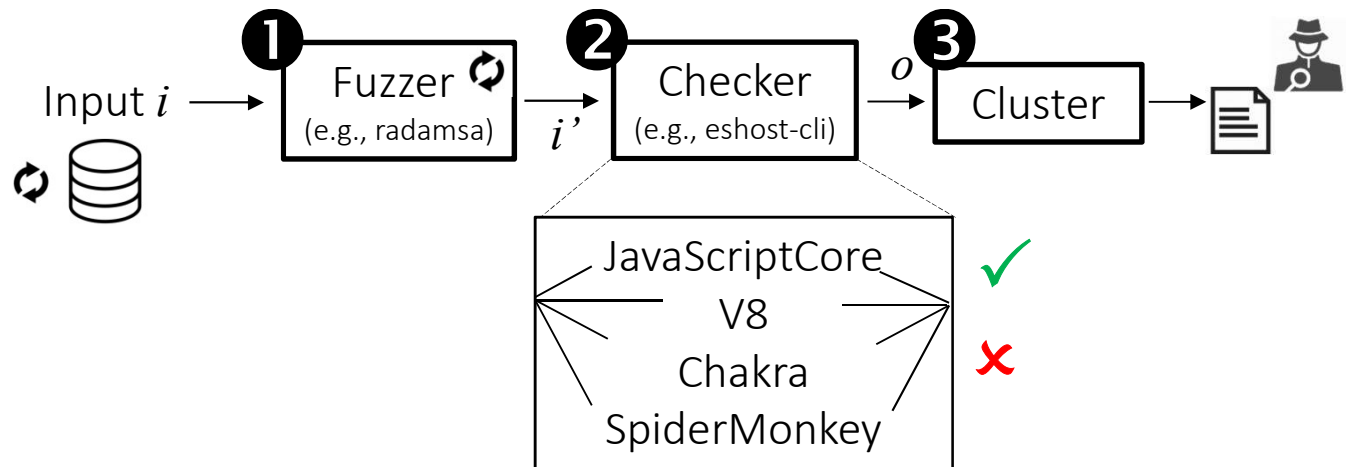 1
2
3
Input i
Fuzzer
(e.g., radamsa)
i’
Checker
(e.g., eshost-cli)
o
Cluster
JavaScriptCore
V8
Chakra
SpiderMonkey